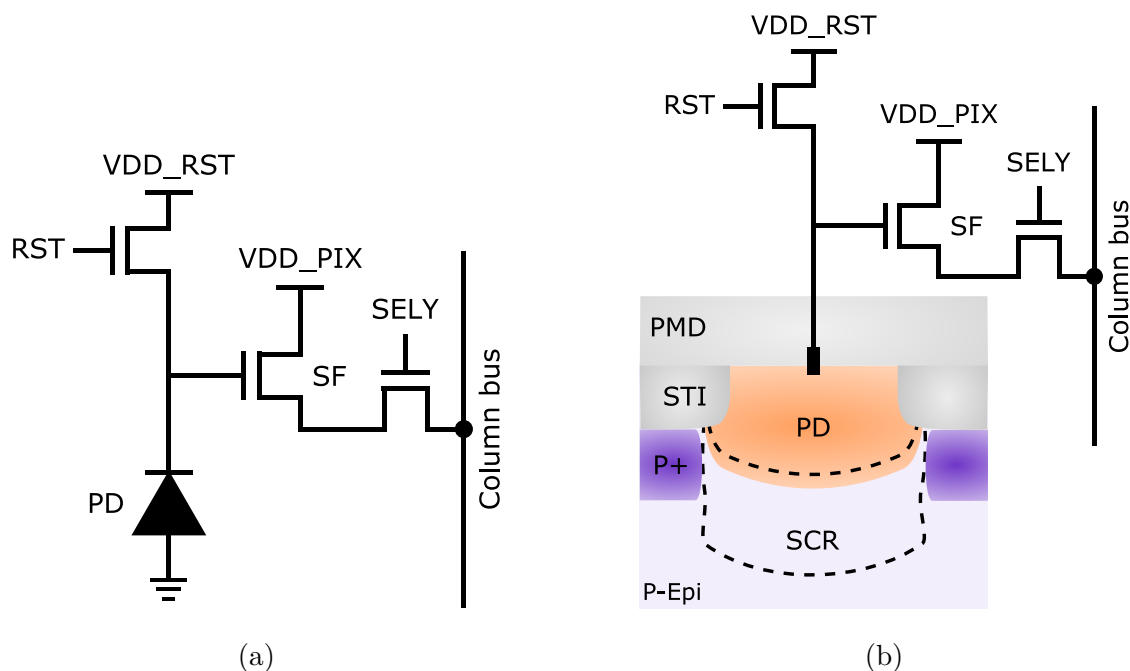 VDD_RST
RST
VDD_PIX
SELY
SF
PD
Column bus
(a)
VDD_RST
RST
VDD_PIX
SELY
SF
Column bus
PMD
STI
PD
P+
SCR
P-Epi
(b)